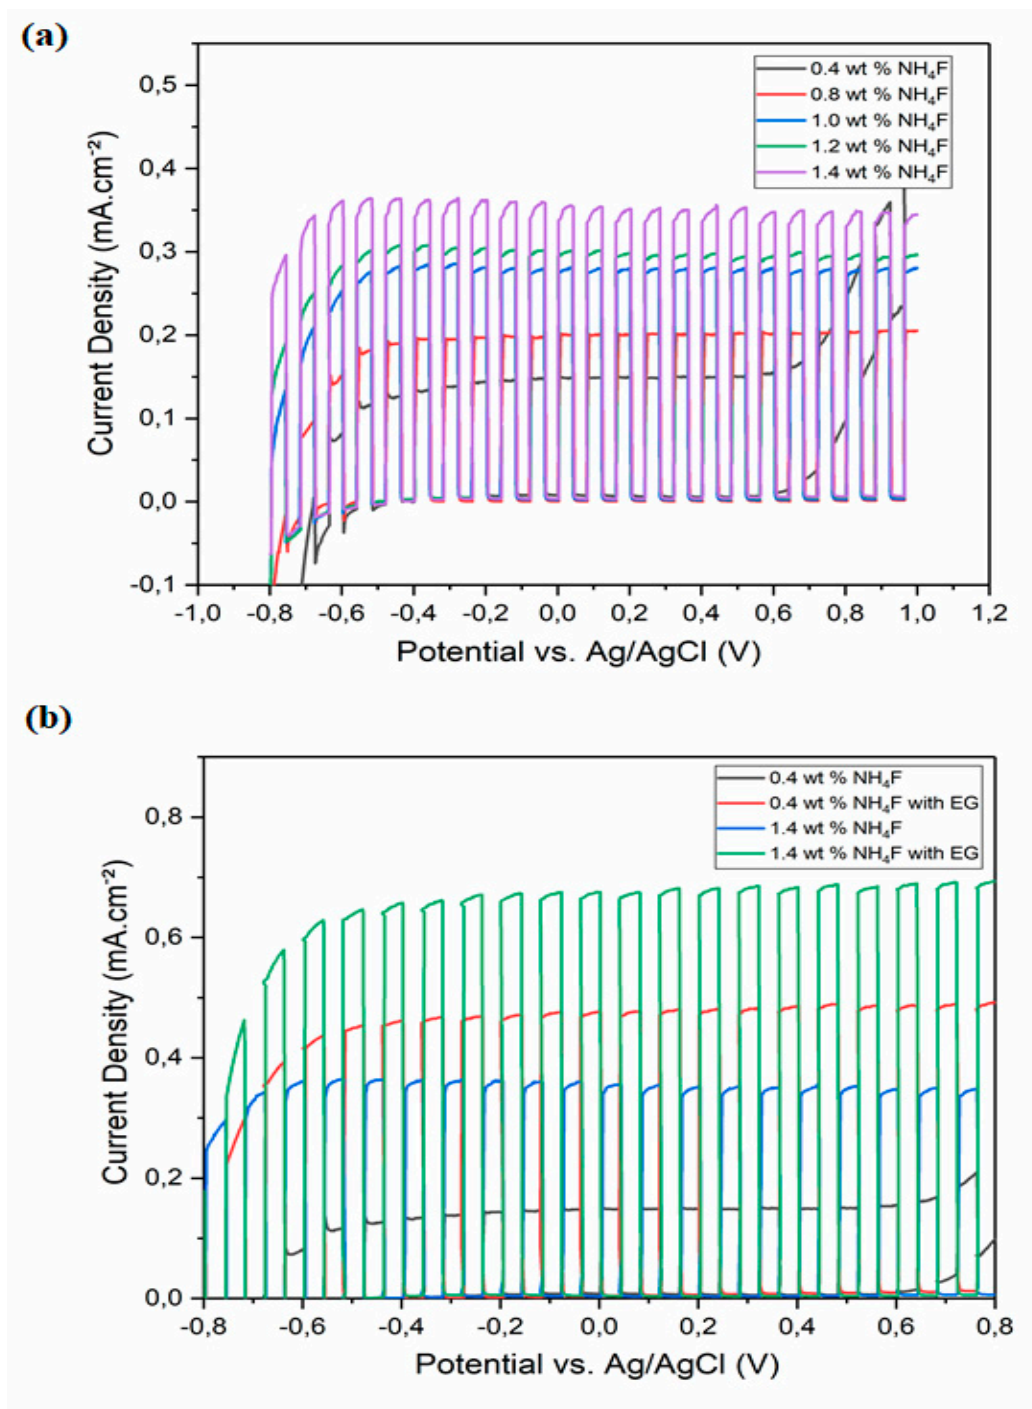 (a)
0.4 wt % NH₄F
0.8 wt % NH₄F
1.0 wt % NH₄F
1.2 wt % NH₄F
1.4 wt % NH₄F
0,5
0,4
0,3
0,2
0,1
0,0
-0,1
Current Density (mA.cm⁻²)
-1,0 -0,8 -0,6 -0,4 -0,2 0,0 0,2 0,4 0,6 0,8 1,0 1,2
Potential vs. Ag/AgCl (V)
(b)
0.4 wt % NH₄F
0.4 wt % NH₄F with EG
1.4 wt % NH₄F
1.4 wt % NH₄F with EG
0,8
0,6
0,4
0,2
0,0
Current Density (mA.cm⁻²)
-0,8 -0,6 -0,4 -0,2 0,0 0,2 0,4 0,6 0,8
Potential vs. Ag/AgCl (V)